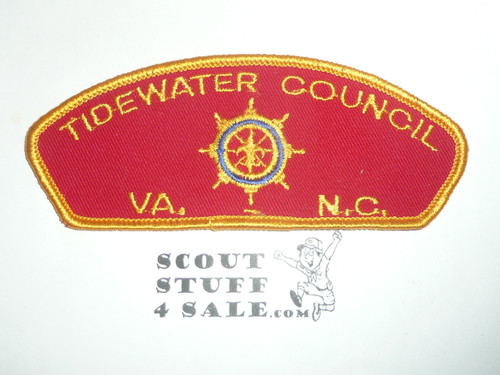 TIDEWATER COUNCIL
VA. N.C.
SCOUT
STUFF
4 SALE.COM